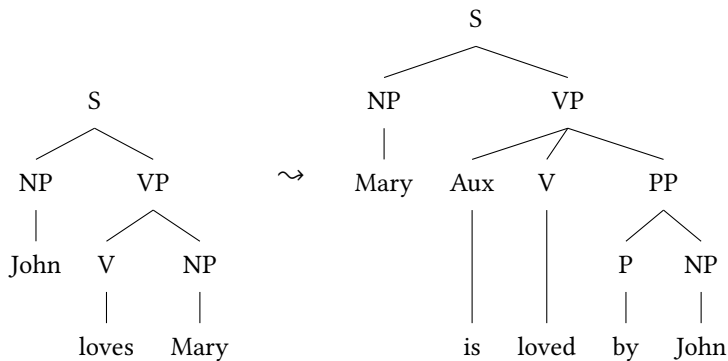 S
NP VP
John V NP
loves Mary
⤳
S
NP VP
Mary Aux V PP
P NP
is loved by John